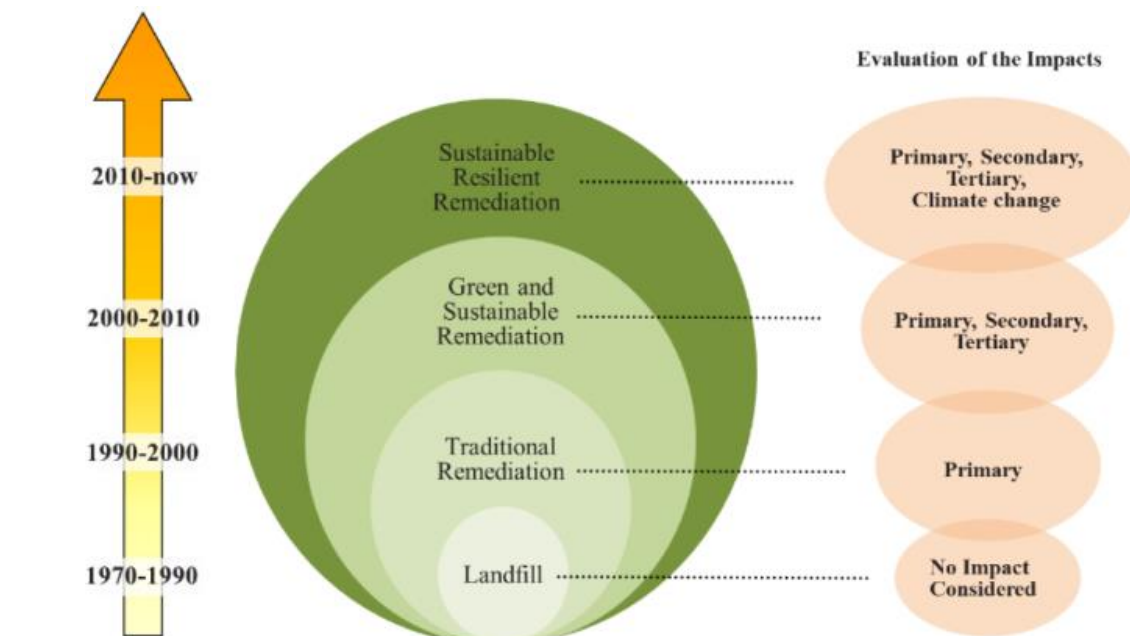 Evaluation of the Impacts
2010-now
Sustainable
Resilient
Remediation
Primary, Secondary,
Tertiary,
Climate change
2000-2010
Green and
Sustainable
Remediation
Primary, Secondary,
Tertiary
1990-2000
Traditional
Remediation
Primary
1970-1990
Landfill
No Impact
Considered